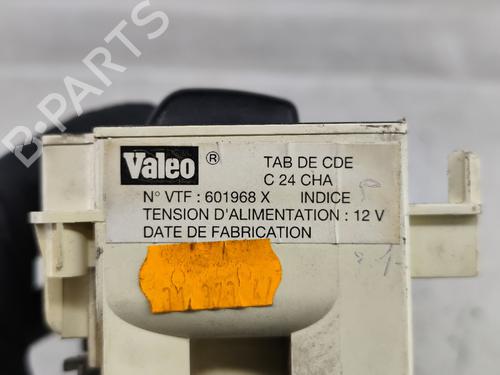 B-PARTS
Valeo ® TAB DE CDE
C 24 CHA
N° VTF : 601968 X INDICE
TENSION D'ALIMENTATION : 12 V
DATE DE FABRICATION